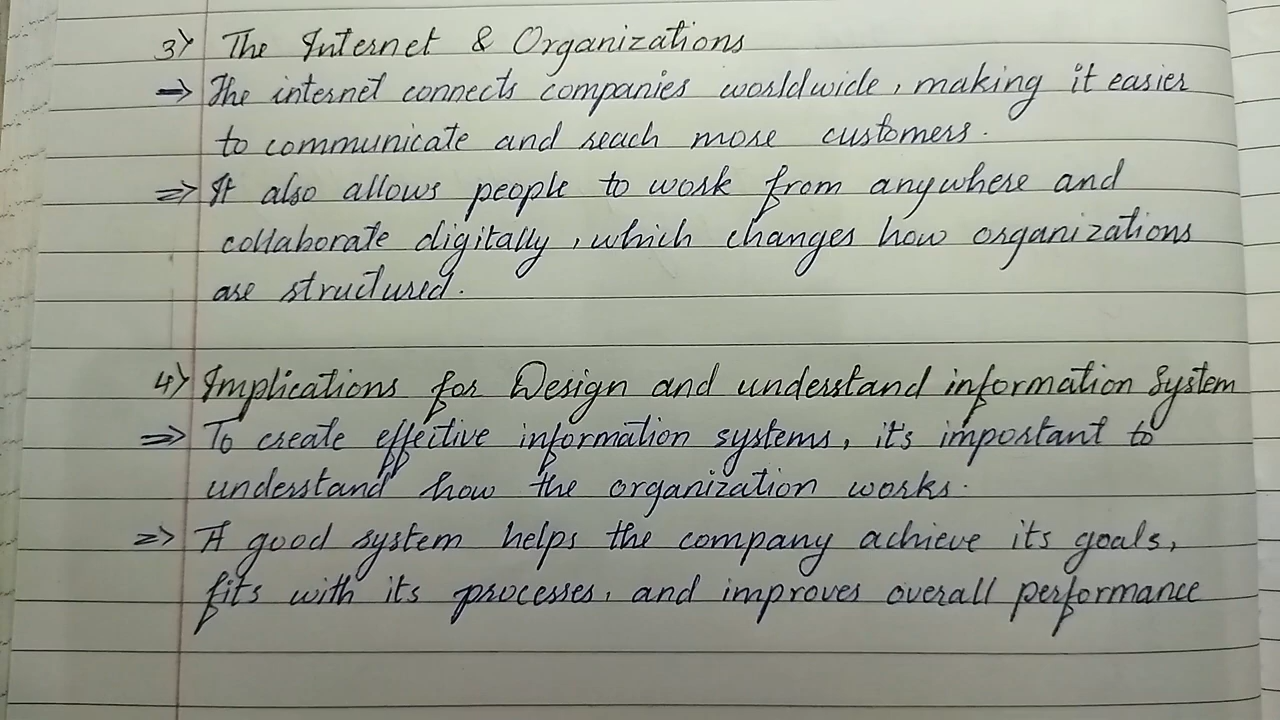 3) The Internet & Organizations
→ The internet connects companies worldwide, making it easier
to communicate and reach more customers.
⇒ It also allows people to work from anywhere and
collaborate digitally, which changes how organizations
are structured.
4) Implications for Design and understand information System
⇒ To create effective information systems, it's important to
understand how the organization works.
⇒ A good system helps the company achieve its goals,
fits with its processes, and improves overall performance